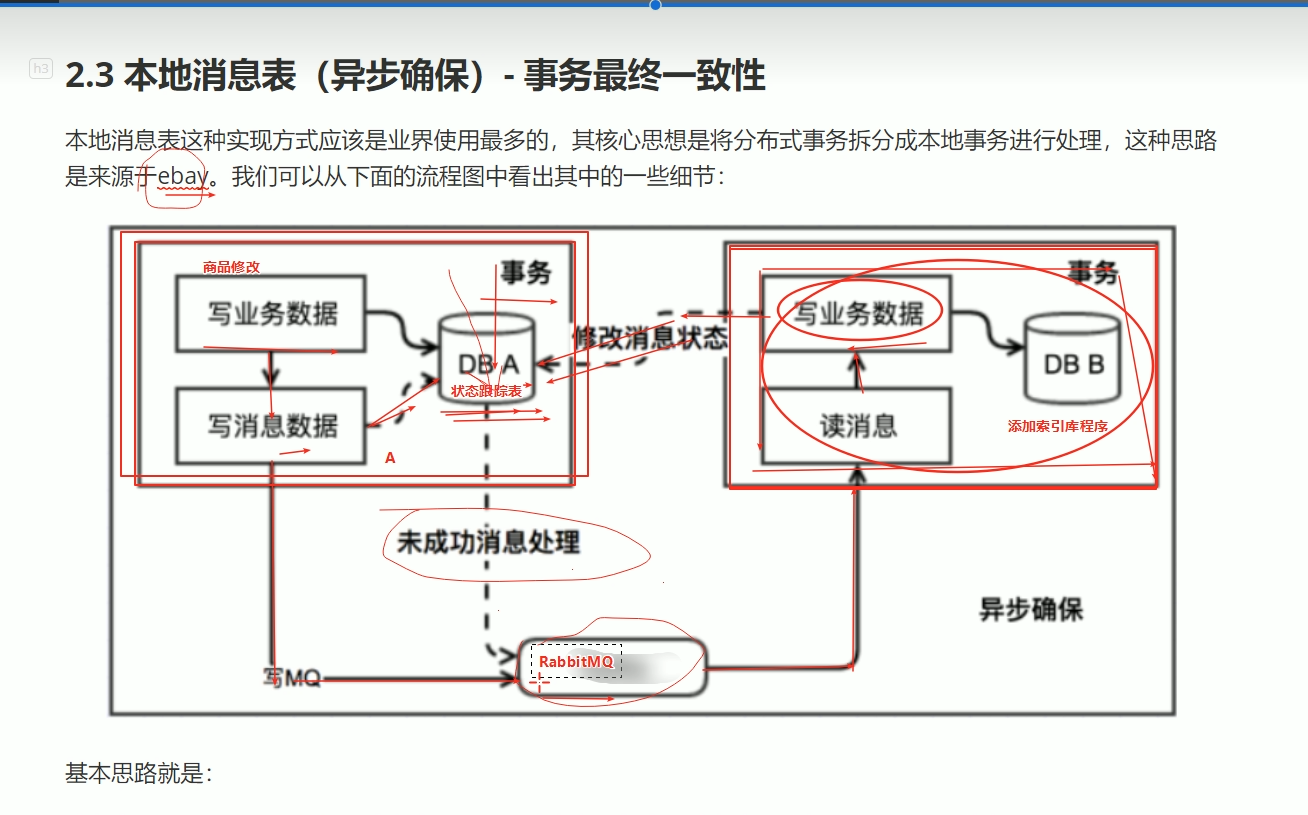 h3
2.3 本地消息表（异步确保）- 事务最终一致性
本地消息表这种实现方式应该是业界使用最多的，其核心思想是将分布式事务拆分成本地事务进行处理，这种思路
是来源于ebay。我们可以从下面的流程图中看出其中的一些细节：
商品修改
事务
事务
写业务数据
写业务数据
修改消息状态
DB A
DB B
状态跟踪表
写消息数据
读消息
添加索引库程序
A
未成功消息处理
异步确保
RabbitMQ
写MQ
基本思路就是：